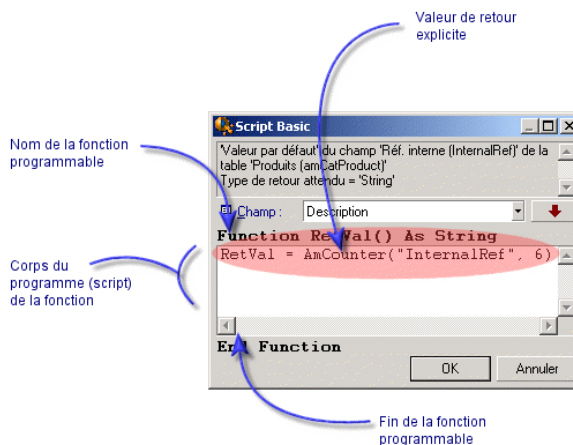 Valeur de retour
explicite
Script Basic
Nom de la fonction
programmable
'Valeur par défaut' du champ 'Réf. interne (InternalRef)' de la
table 'Produits (amCatProduct)'
Type de retour attendu = 'String'
Champ :
Description
Function RetVal() As String
RetVal = AmCounter("InternalRef", 6)
Corps du
programme (script)
de la fonction
End Function
OK
Annuler
Fin de la fonction
programmable